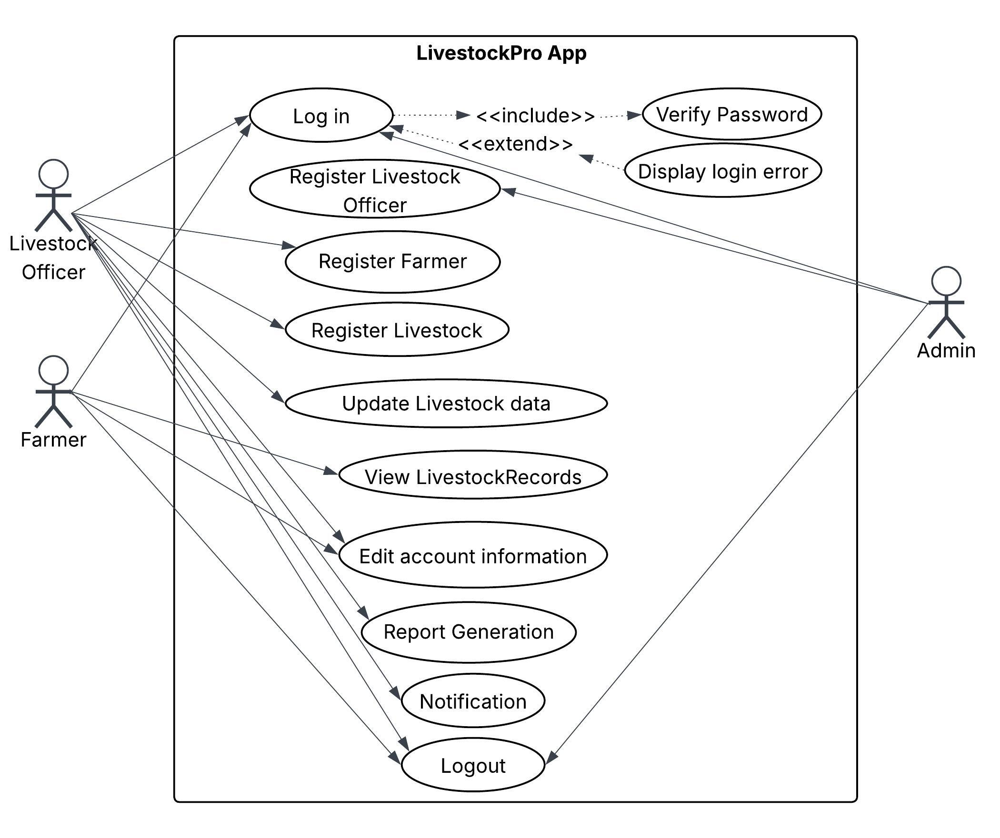 LivestockPro App
Log in
<<include>>
Verify Password
<<extend>>
Display login error
Register Livestock
Officer
Livestock
Officer
Register Farmer
Register Livestock
Admin
Update Livestock data
Farmer
View LivestockRecords
Edit account information
Report Generation
Notification
Logout